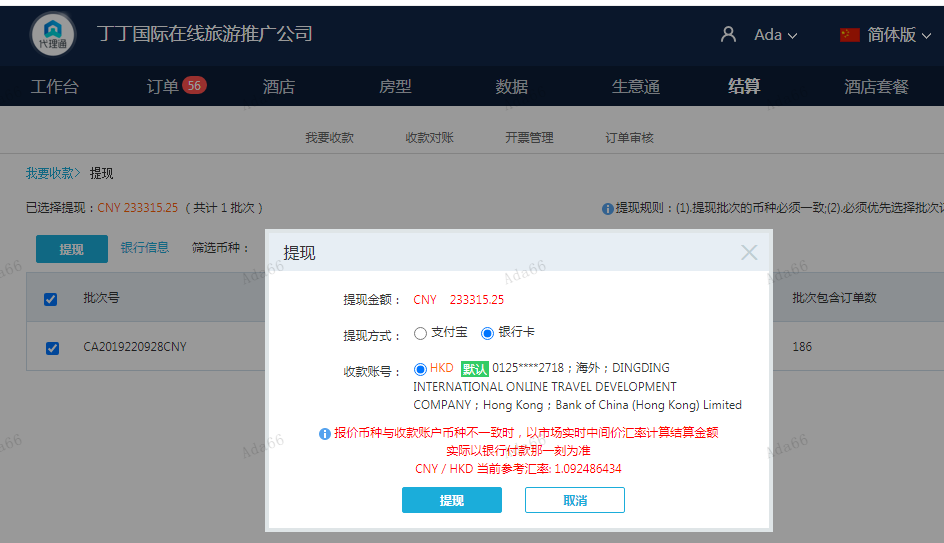 代理通
丁丁国际在线旅游推广公司
Ada
简体版
工作台 订单 56 酒店 房型 数据 生意通 结算 酒店套餐
我要收款 收款对账 开票管理 订单审核
我要收款> 提现
已选择提现：CNY 233315.25（共计 1 批次）
提现规则：(1).提现批次的币种必须一致;(2).必须优先选择批次
提现 银行信息 筛选币种：
批次号 批次包含订单数
CA2019220928CNY 186
提现
提现金额： CNY 233315.25
提现方式： 支付宝 银行卡
收款账号： HKD 默认 0125****2718；海外；DINGDING
INTERNATIONAL ONLINE TRAVEL DEVELOPMENT
COMPANY；Hong Kong；Bank of China (Hong Kong) Limited
报价币种与收款账户币种不一致时，以市场实时中间价汇率计算结算金额
实际以银行付款那一刻为准
CNY / HKD 当前参考汇率: 1.092486434
提现 取消
Ada66
Ada66
Ada66
Ada66
Ada66
Ada66
Ada66